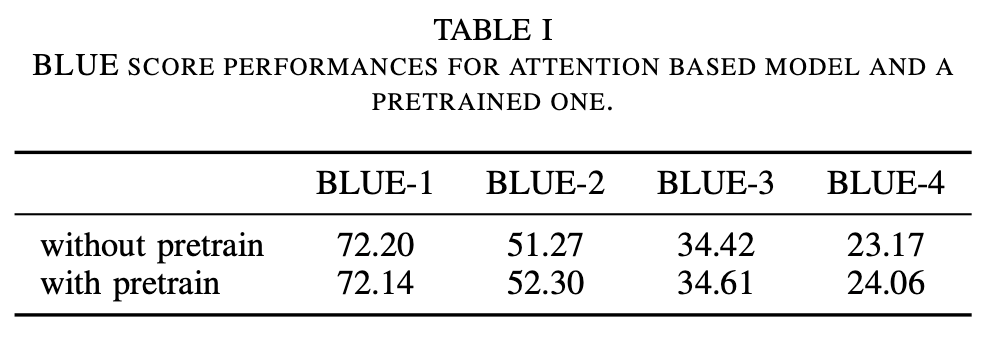 TABLE I
BLUE SCORE PERFORMANCES FOR ATTENTION BASED MODEL AND A
PRETRAINED ONE.
BLUE-1 BLUE-2 BLUE-3 BLUE-4
without pretrain 72.20 51.27 34.42 23.17
with pretrain 72.14 52.30 34.61 24.06